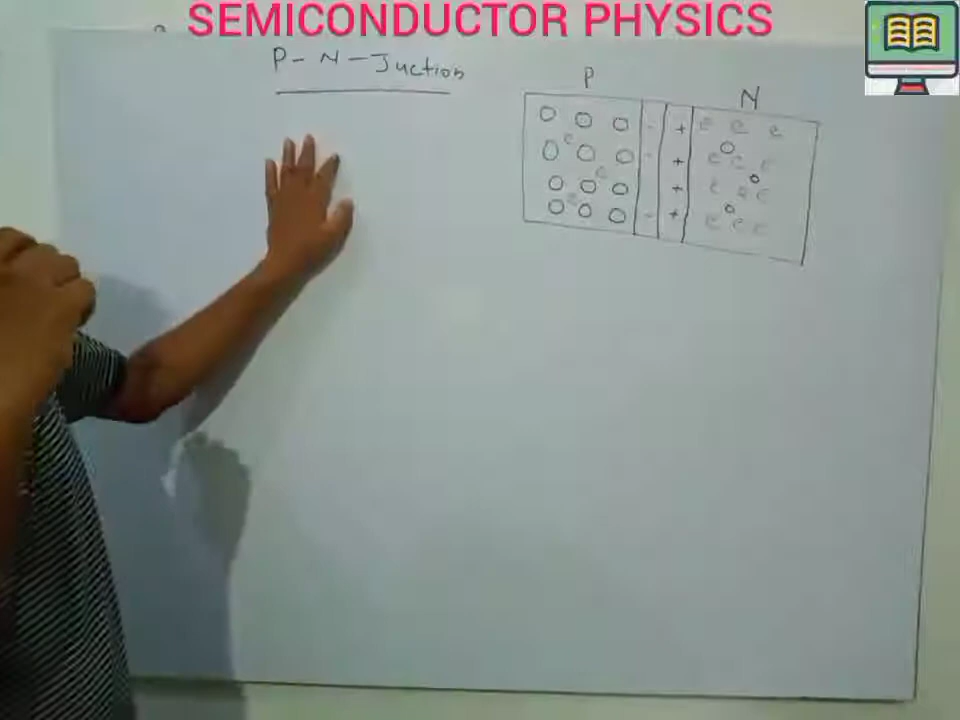 SEMICONDUCTOR PHYSICS
P - N - Juction
P
N
- + e e e
e - + e e e
e + e e e
e - + e e e